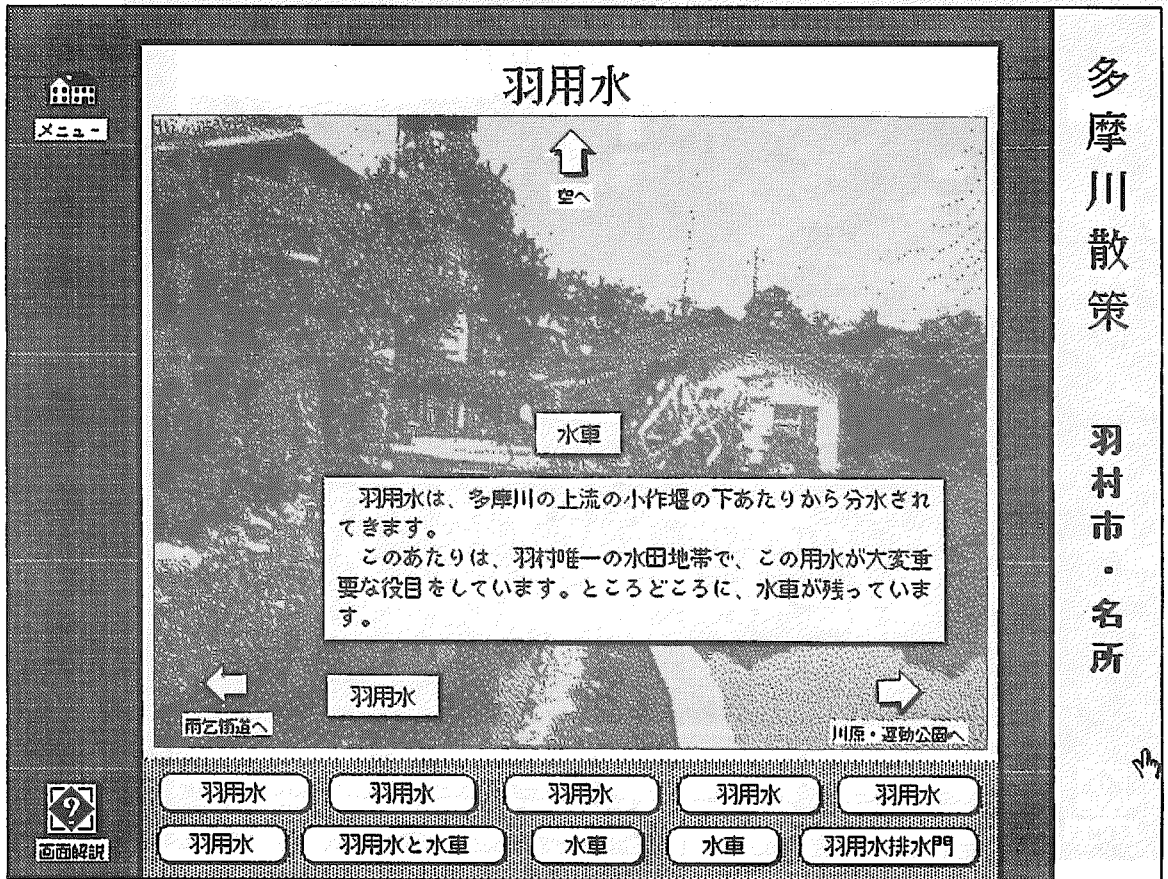 羽用水
メニュー
空へ
水車
羽用水は、多摩川の上流の小作堰の下あたりから分水され
てきます。
このあたりは、羽村唯一の水田地帯で、この用水が大変重
要な役目をしています。ところどころに、水車が残っていま
す。
羽用水
雨乞街道へ
川原・運動公園へ
羽用水
羽用水
羽用水
羽用水
羽用水
羽用水
羽用水と水車
水車
水車
羽用水排水門
?
画面解説
多摩川散策
羽村市・名所